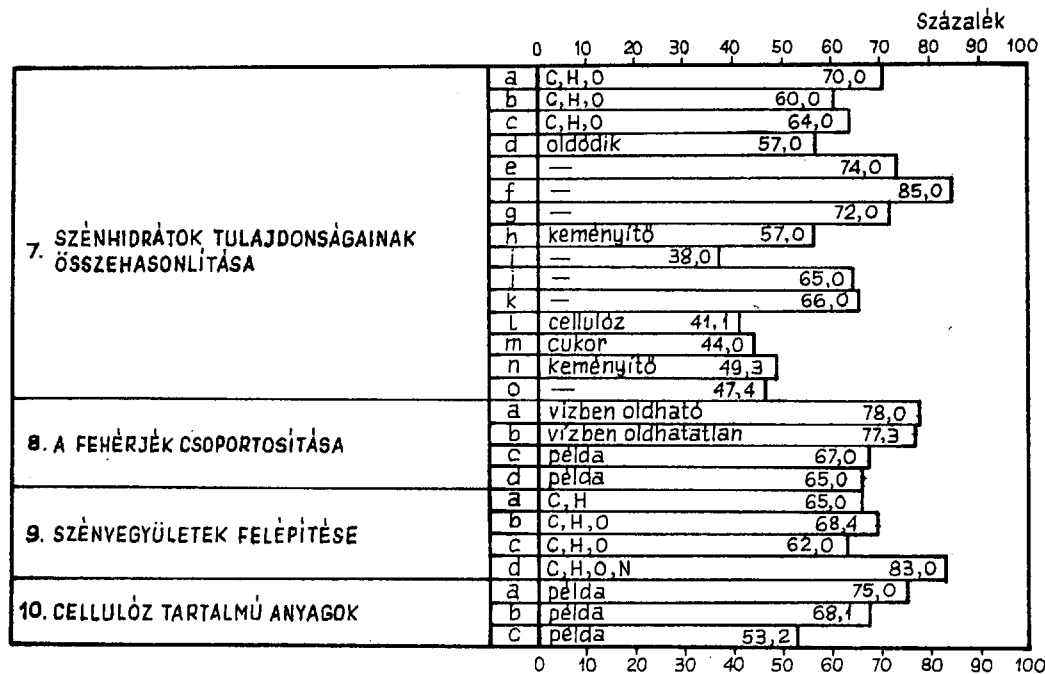 Százalék
0 10 20 30 40 50 60 70 80 90 100
7. SZÉNHIDRÁTOK TULAJDONSÁGAINAK
ÖSSZEHASONLÍTÁSA
a C,H,O 70,0
b C,H,O 60,0
c C,H,O 64,0
d oldódik 57,0
e — 74,0
f — 85,0
g — 72,0
h keményítő 57,0
i — 38,0
j — 65,0
k — 66,0
l cellulóz 41,1
m cukor 44,0
n keményítő 49,3
o — 47,4
8. A FEHÉRJÉK CSOPORTOSÍTÁSA
a vízben oldható 78,0
b vízben oldhatatlan 77,3
c példa 67,0
d példa 65,0
9. SZÉNVEGYÜLETEK FELÉPÍTÉSE
a C,H 65,0
b C,H,O 68,4
c C,H,O 62,0
d C,H,O,N 83,0
10. CELLULÓZ TARTALMÚ ANYAGOK
a példa 75,0
b példa 68,1
c példa 53,2
0 10 20 30 40 50 60 70 80 90 100